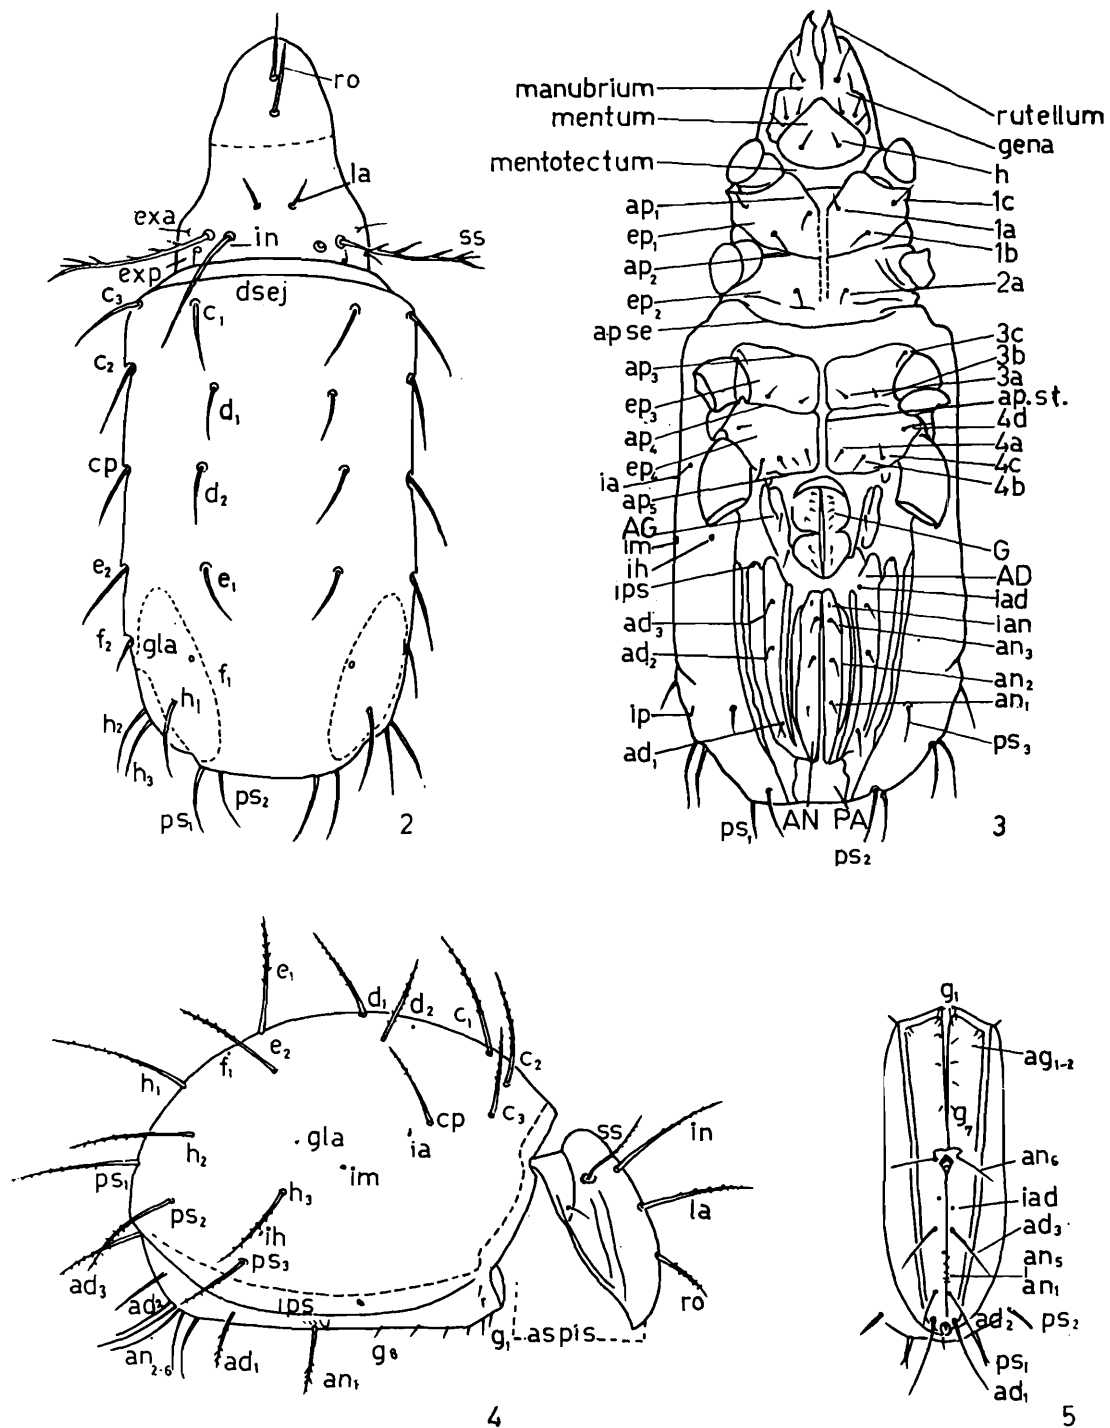 ro
la
exa
in
ss
exp
dsej
c3
c1
c2
d1
cp
d2
e2
e1
f2
gla
f1
h1
h2
h3
ps1
ps2
2
manubrium
mentum
mentotectum
ap1
ep1
ap2
ep2
ap se
ap3
ep3
ap4
ep4
ia
ap5
AG
im
ih
ips
ad3
ad2
ip
ad1
rutellum
gena
h
1c
1a
1b
2a
3c
3b
3a
ap.st.
4d
4a
4c
4b
G
AD
iad
ian
an3
an2
an1
ps3
ps1
AN
PA
ps2
3
e1
d1
d2
c1
e2
c2
f1
h1
cp
c3
ss
in
gla
ia
h2
im
la
ps1
h3
ps2
ih
ps3
ro
ad3
ad2
ips
g1
aspis
an2-6
ad1
g8
an1
4
g1
ag1-2
g7
an6
iad
ad3
an5
an1
ad2
ps2
ps1
ad1
5